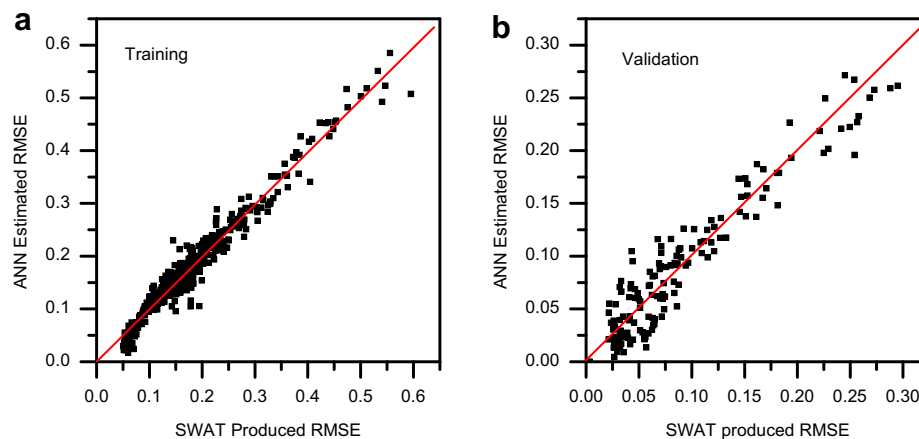 a
Training
ANN Estimated RMSE
0.6
0.5
0.4
0.3
0.2
0.1
0.0
0.0 0.1 0.2 0.3 0.4 0.5 0.6
SWAT Produced RMSE
b
Validation
ANN Estimated RMSE
0.30
0.25
0.20
0.15
0.10
0.05
0.00
0.00 0.05 0.10 0.15 0.20 0.25 0.30
SWAT produced RMSE